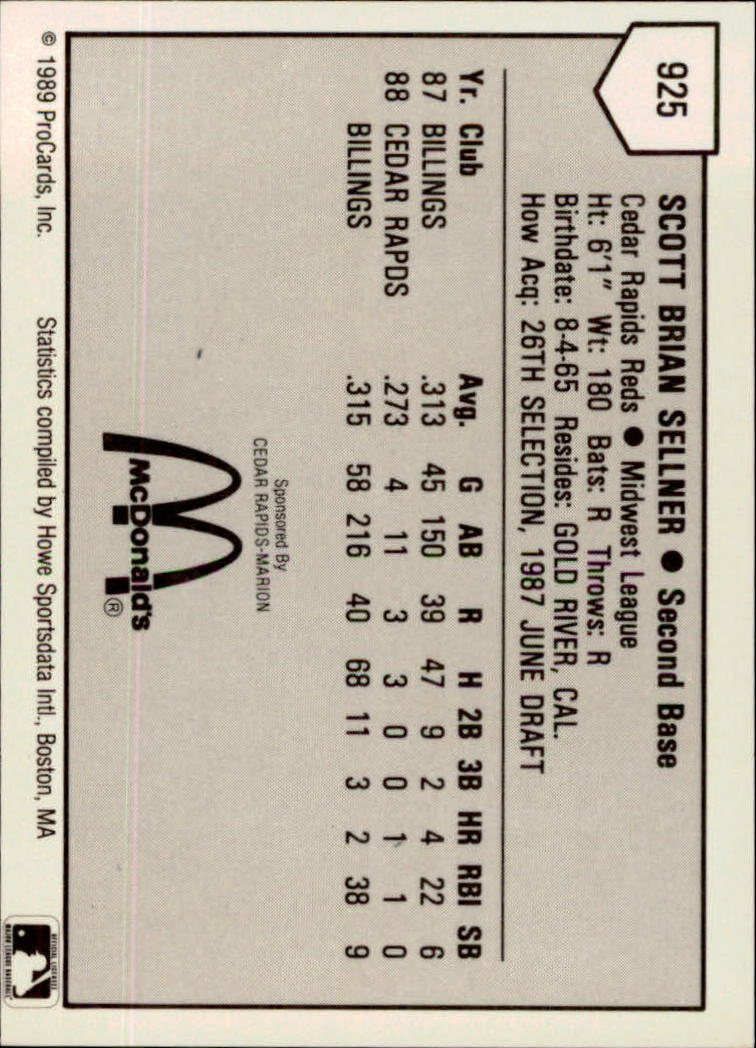 925
SCOTT BRIAN SELLNER ● Second Base
Cedar Rapids Reds ● Midwest League
Ht: 6'1" Wt: 180 Bats: R Throws: R
Birthdate: 8-4-65 Resides: GOLD RIVER, CAL.
How Acq: 26TH SELECTION, 1987 JUNE DRAFT
Yr. Club Avg. G AB R H 2B 3B HR RBI SB
87 BILLINGS .313 45 150 39 47 9 2 4 22 6
88 CEDAR RAPDS .273 4 11 3 3 0 0 1 1 0
BILLINGS .315 58 216 40 68 11 3 2 38 9
Sponsored By
CEDAR RAPIDS-MARION
McDonald's ®
© 1989 ProCards, Inc. Statistics compiled by Howe Sportsdata Intl., Boston, MA
OFFICIAL LICENSEE
MAJOR LEAGUE BASEBALL